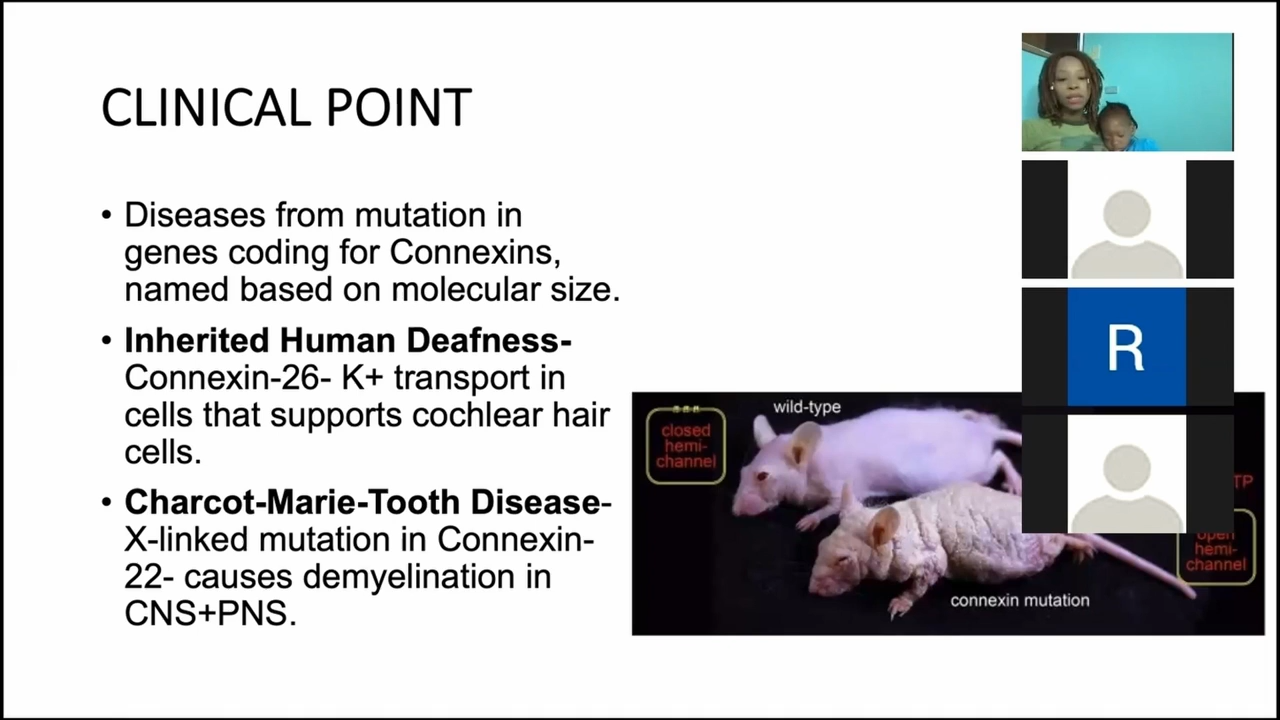 CLINICAL POINT
• Diseases from mutation in
genes coding for Connexins,
named based on molecular size.
• Inherited Human Deafness-
Connexin-26- K+ transport in
cells that supports cochlear hair
cells.
• Charcot-Marie-Tooth Disease-
X-linked mutation in Connexin-
22- causes demyelination in
CNS+PNS.
wild-type
closed
hemi-
channel
connexin mutation
R
TP
open
hemi-
channel